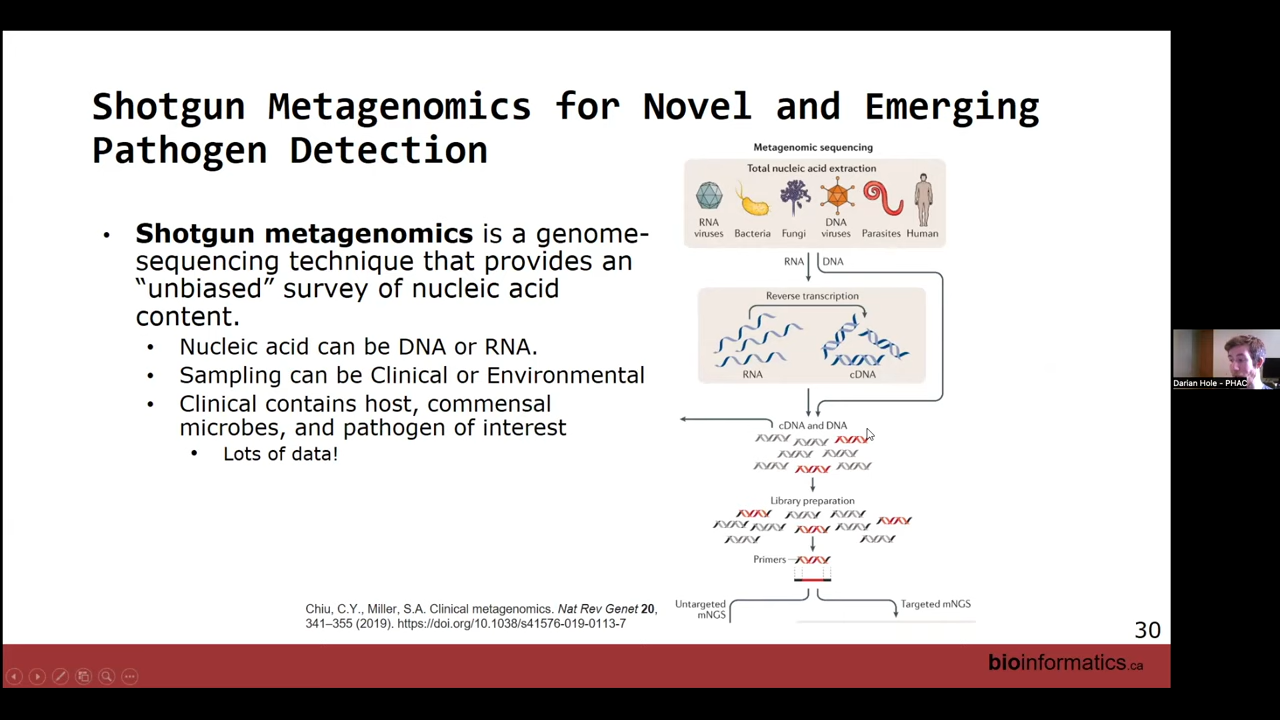 Shotgun Metagenomics for Novel and Emerging
Pathogen Detection
• Shotgun metagenomics is a genome-
sequencing technique that provides an
“unbiased” survey of nucleic acid
content.
• Nucleic acid can be DNA or RNA.
• Sampling can be Clinical or Environmental
• Clinical contains host, commensal
microbes, and pathogen of interest
• Lots of data!
Metagenomic sequencing
Total nucleic acid extraction
RNA
viruses
Bacteria
Fungi
DNA
viruses
Parasites
Human
RNA
DNA
Reverse transcription
RNA
cDNA
cDNA and DNA
Library preparation
Primers
Untargeted
mNGS
Targeted mNGS
Chiu, C.Y., Miller, S.A. Clinical metagenomics. Nat Rev Genet 20,
341–355 (2019). https://doi.org/10.1038/s41576-019-0113-7
30
bioinformatics.ca
Darian Hole - PHAC